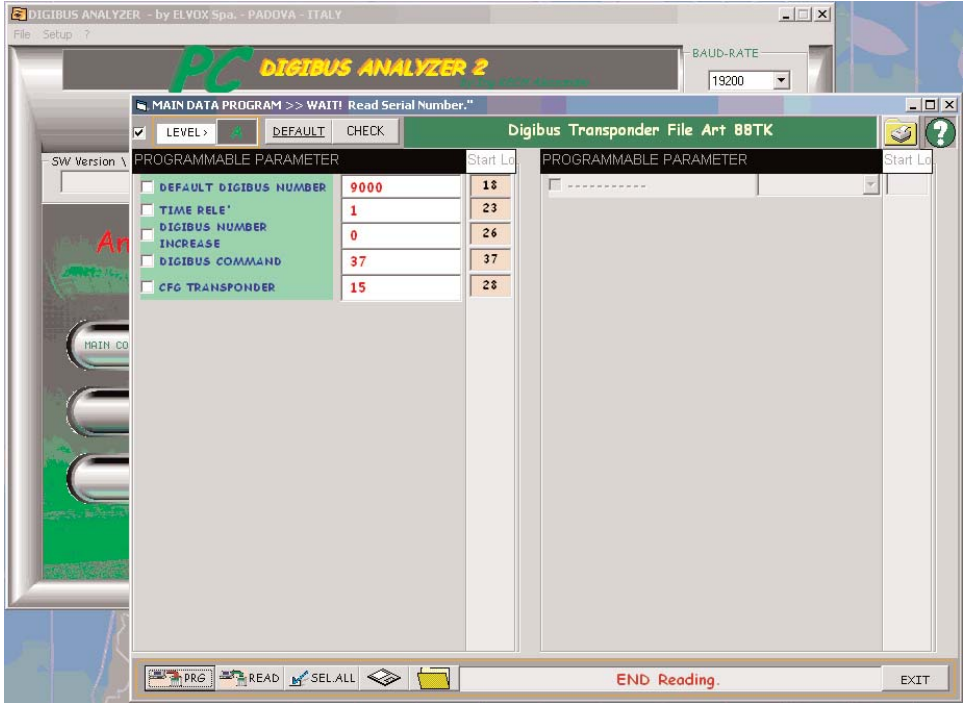 DIGIBUS ANALYZER - by ELVOX Spa. - PADOVA - ITALY
File Setup ?
PC DIGIBUS ANALYZER 2
BAUD-RATE
19200
MAIN DATA PROGRAM >> WAIT! Read Serial Number."
LEVEL> A DEFAULT CHECK Digibus Transponder File Art 88TK ?
SW Version \
PROGRAMMABLE PARAMETER Start Lo. PROGRAMMABLE PARAMETER Start Lo.
DEFAULT DIGIBUS NUMBER 9000 18 -----------
TIME RELE' 1 23
DIGIBUS NUMBER
INCREASE 0 26
DIGIBUS COMMAND 37 37
CFG TRANSPONDER 15 28
An
MAIN CO
PRG READ SEL.ALL END Reading. EXIT